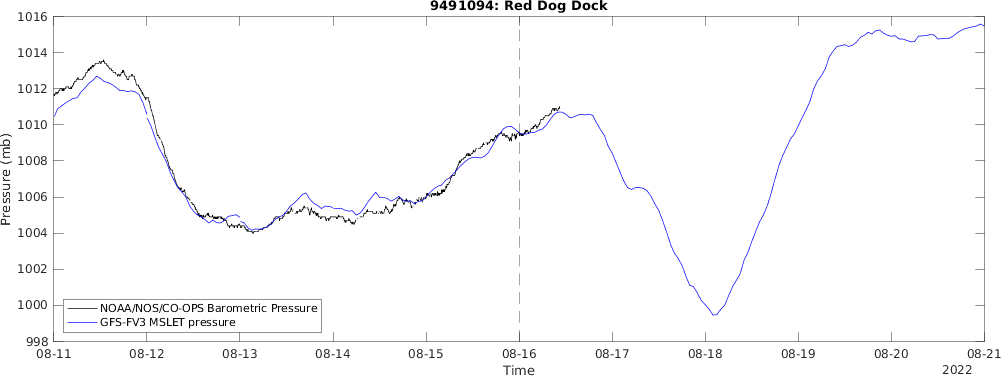 9491094: Red Dog Dock
Pressure (mb)
1016
1014
1012
1010
1008
1006
1004
1002
1000
998
NOAA/NOS/CO-OPS Barometric Pressure
GFS-FV3 MSLET pressure
08-11 08-12 08-13 08-14 08-15 08-16 08-17 08-18 08-19 08-20 08-21
Time
2022